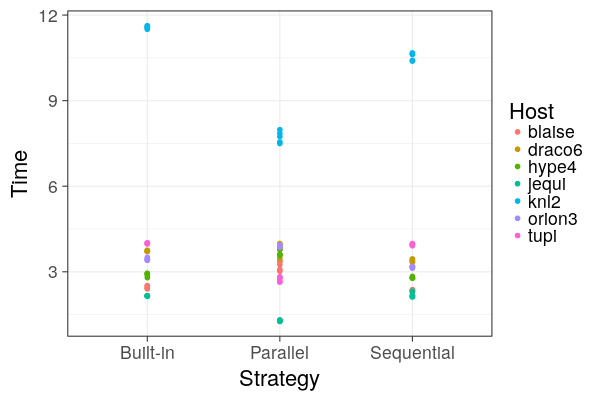 12
9
6
3
Time
Built-In
Parallel
Sequential
Strategy
Host
blaise
draco6
hype4
jequI
knl2
orion3
tupI